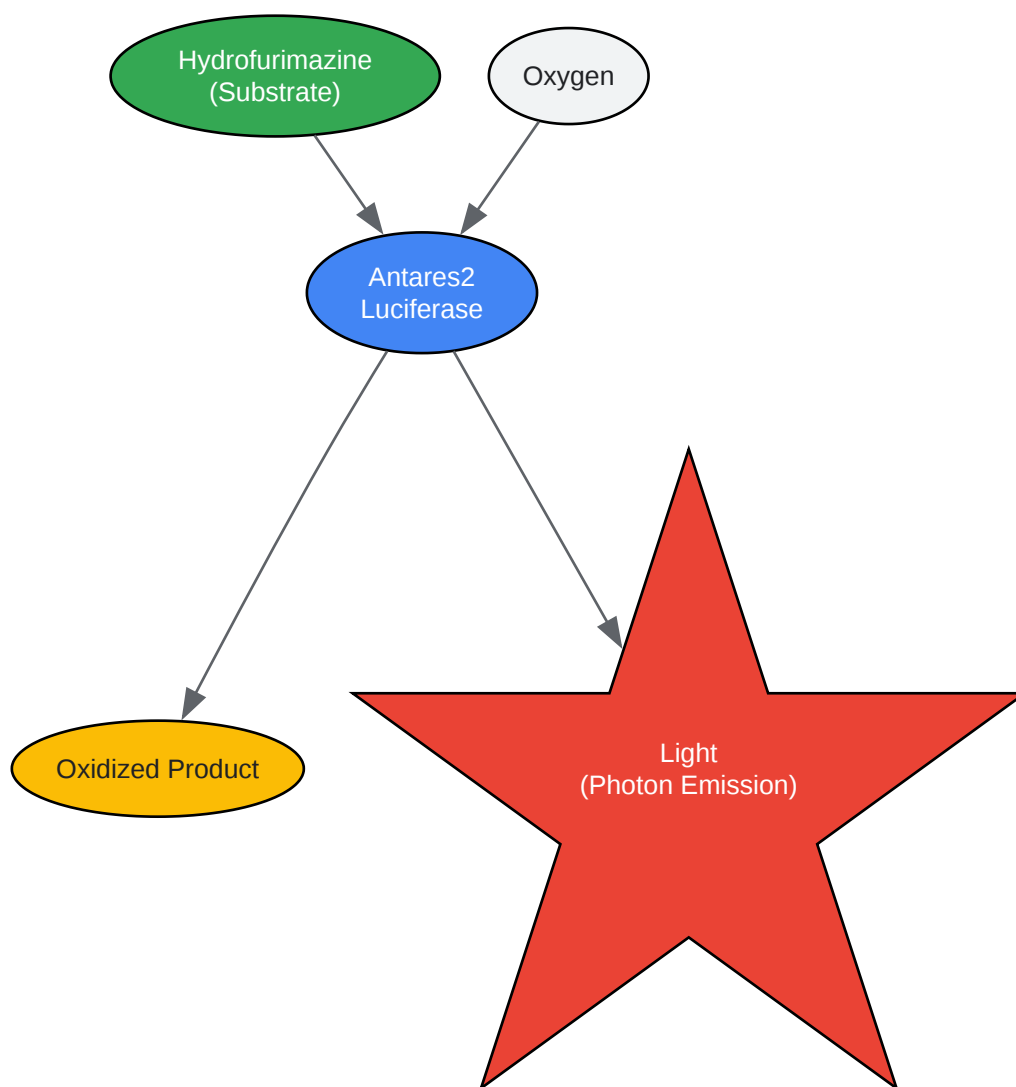 Hydrofurimazine
(Substrate)
Oxygen
Antares2
Luciferase
Oxidized Product
Light
(Photon Emission)